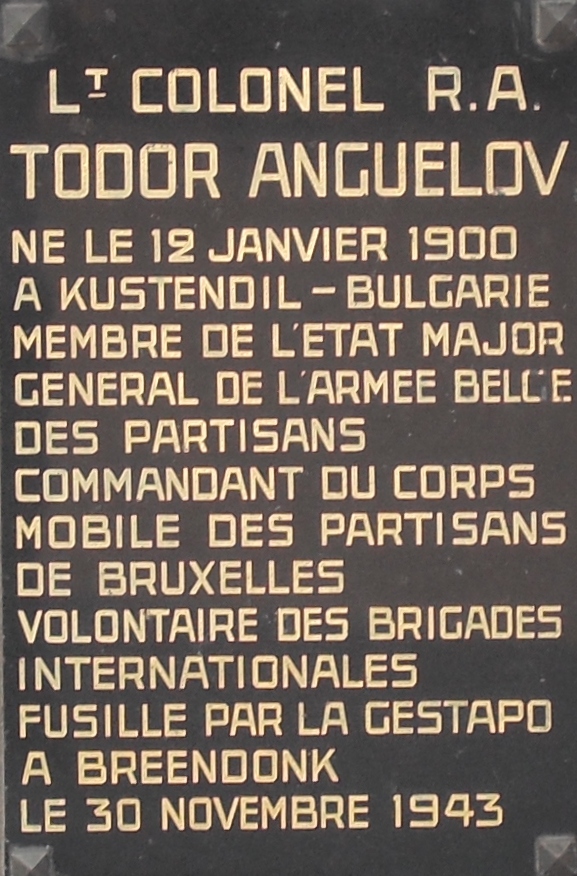 LT COLONEL R.A.
TODOR ANGUELOV
NE LE 12 JANVIER 1900
A KUSTENDIL – BULGARIE
MEMBRE DE L'ETAT MAJOR
GENERAL DE L'ARMEE BELGE
DES PARTISANS
COMMANDANT DU CORPS
MOBILE DES PARTISANS
DE BRUXELLES
VOLONTAIRE DES BRIGADES
INTERNATIONALES
FUSILLE PAR LA GESTAPO
A BREENDONK
LE 30 NOVEMBRE 1943